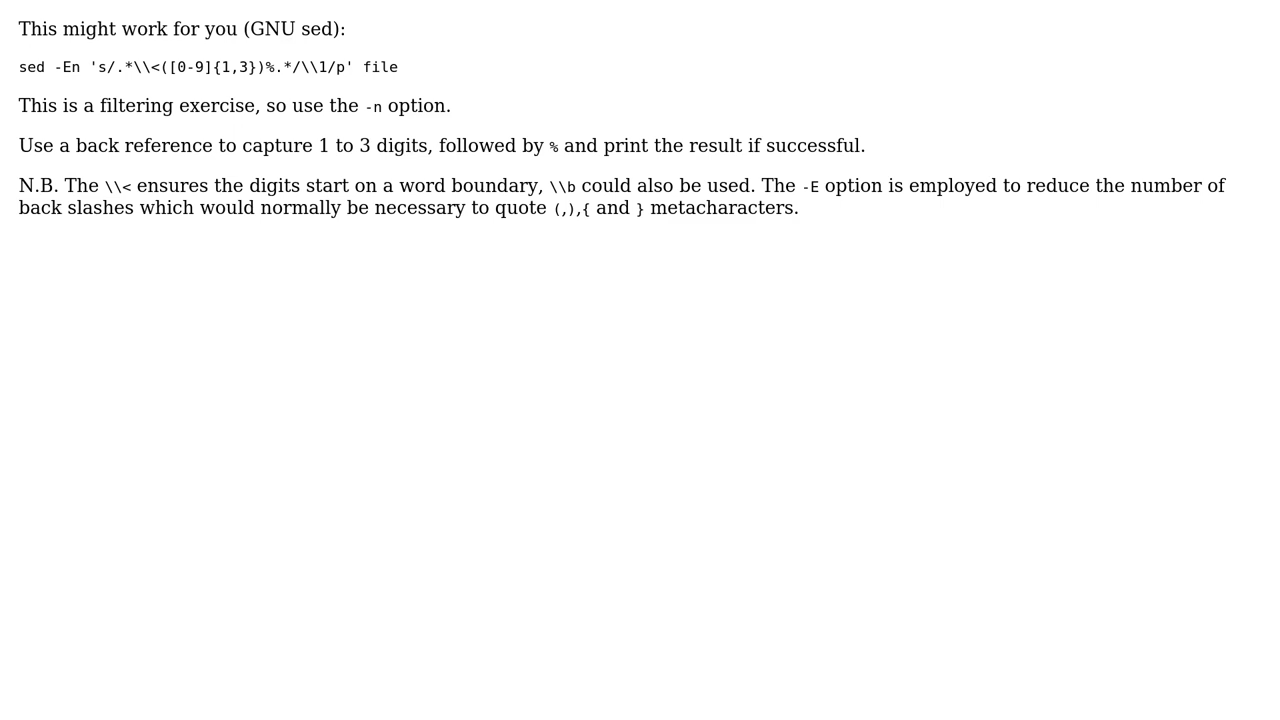 This might work for you (GNU sed):
sed -En 's/.*\\<([0-9]{1,3})%.*/\\1/p' file
This is a filtering exercise, so use the -n option.
Use a back reference to capture 1 to 3 digits, followed by % and print the result if successful.
N.B. The \\< ensures the digits start on a word boundary, \\b could also be used. The -E option is employed to reduce the number of
back slashes which would normally be necessary to quote (,),{ and } metacharacters.